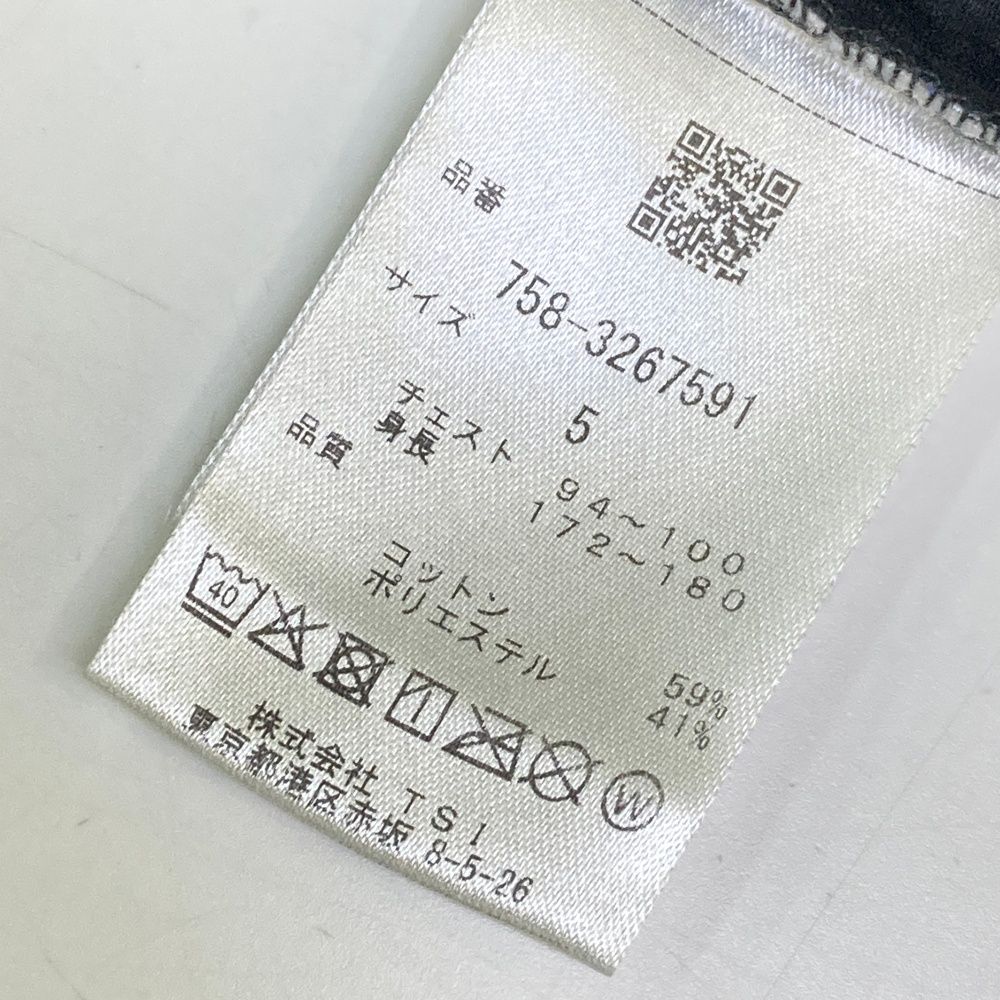 品番
758-3267591
サイズ
5
チェスト 94〜100
身長 172〜180
品質
コットン 59%
ポリエステル 41%
40
W
株式会社 TSI
東京都港区赤坂 8-5-26